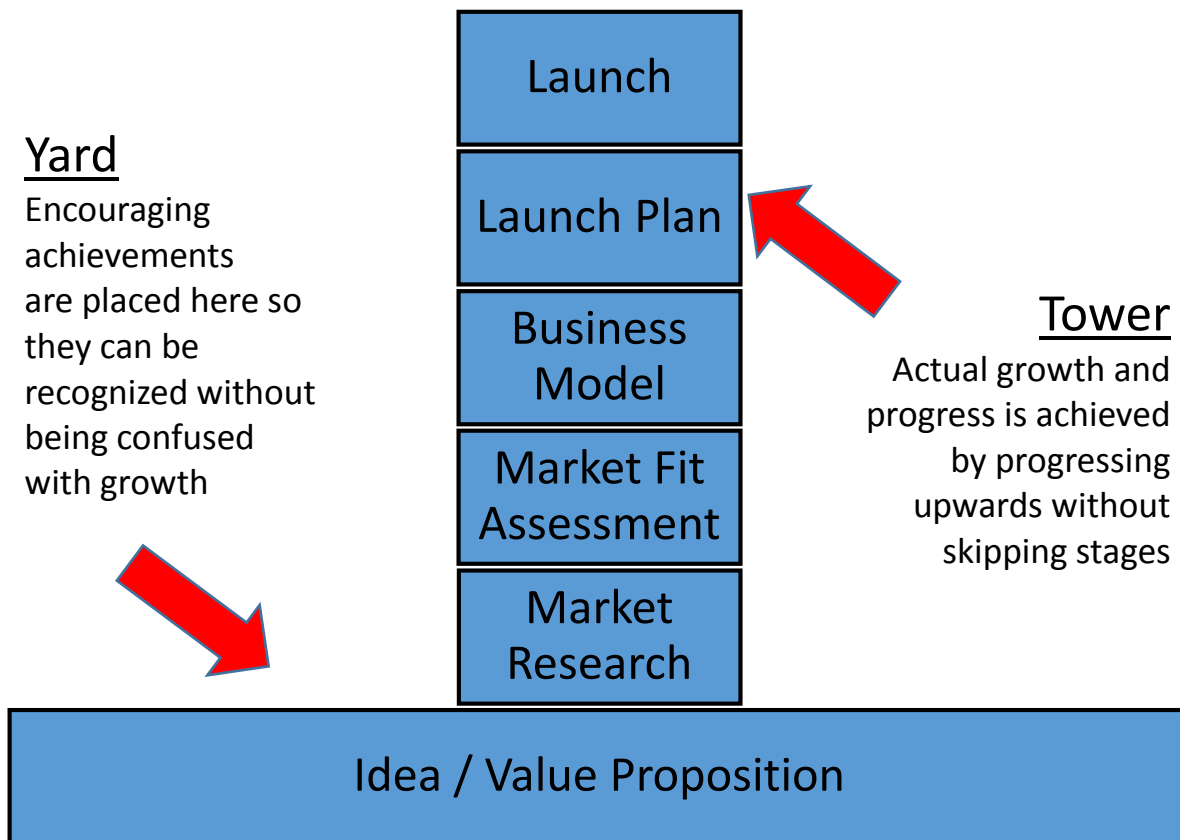 Launch
Yard
Encouraging
achievements
are placed here so
they can be
recognized without
being confused
with growth
Launch Plan
Business
Model
Market Fit
Assessment
Market
Research
Tower
Actual growth and
progress is achieved
by progressing
upwards without
skipping stages
Idea / Value Proposition